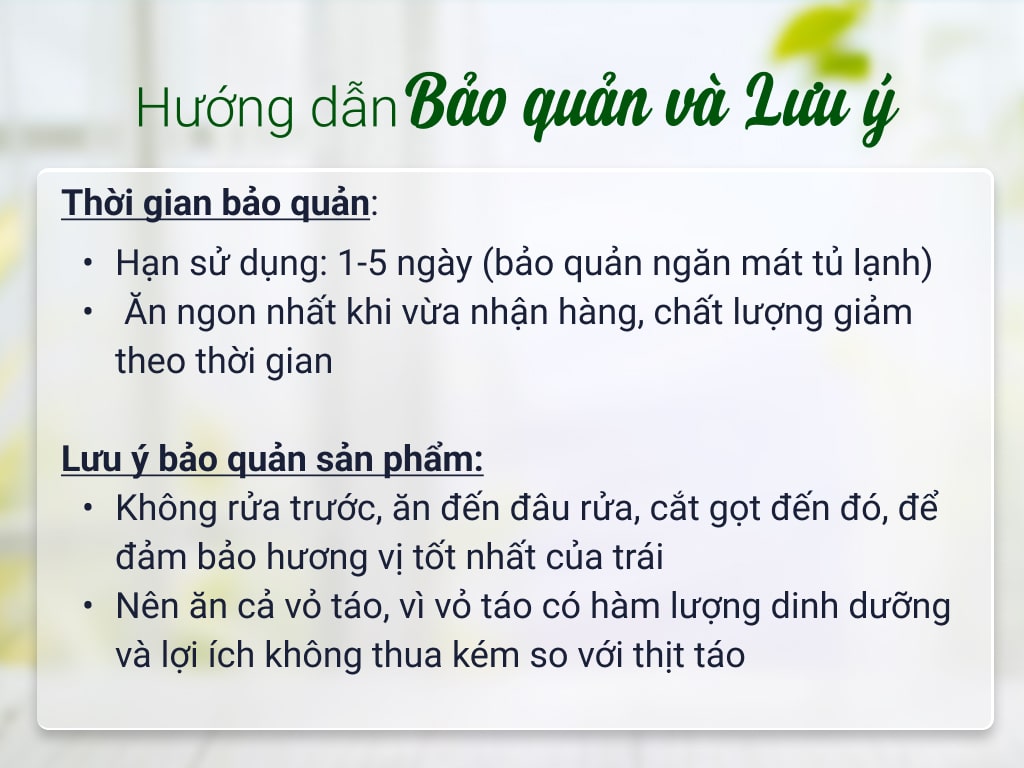 Hướng dẫn Bảo quản và Lưu ý
Thời gian bảo quản:
• Hạn sử dụng: 1-5 ngày (bảo quản ngăn mát tủ lạnh)
• Ăn ngon nhất khi vừa nhận hàng, chất lượng giảm
theo thời gian
Lưu ý bảo quản sản phẩm:
• Không rửa trước, ăn đến đâu rửa, cắt gọt đến đó, để
đảm bảo hương vị tốt nhất của trái
• Nên ăn cả vỏ táo, vì vỏ táo có hàm lượng dinh dưỡng
và lợi ích không thua kém so với thịt táo